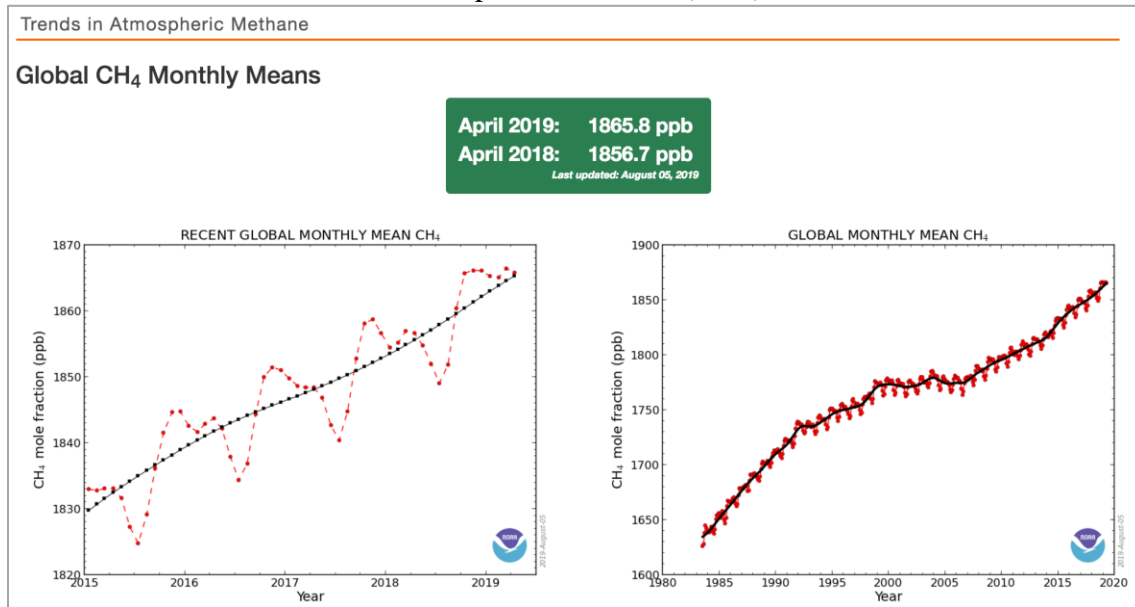 Trends in Atmospheric Methane
Global CH₄ Monthly Means
April 2019: 1865.8 ppb
April 2018: 1856.7 ppb
Last updated: August 05, 2019
RECENT GLOBAL MONTHLY MEAN CH₄
1870
1860
1850
1840
1830
1820
CH₄ mole fraction (ppb)
2015 2016 2017 2018 2019
Year
NOAA
2019-August-05
GLOBAL MONTHLY MEAN CH₄
1900
1850
1800
1750
1700
1650
1600
CH₄ mole fraction (ppb)
1980 1985 1990 1995 2000 2005 2010 2015 2020
Year
NOAA
2019-August-05